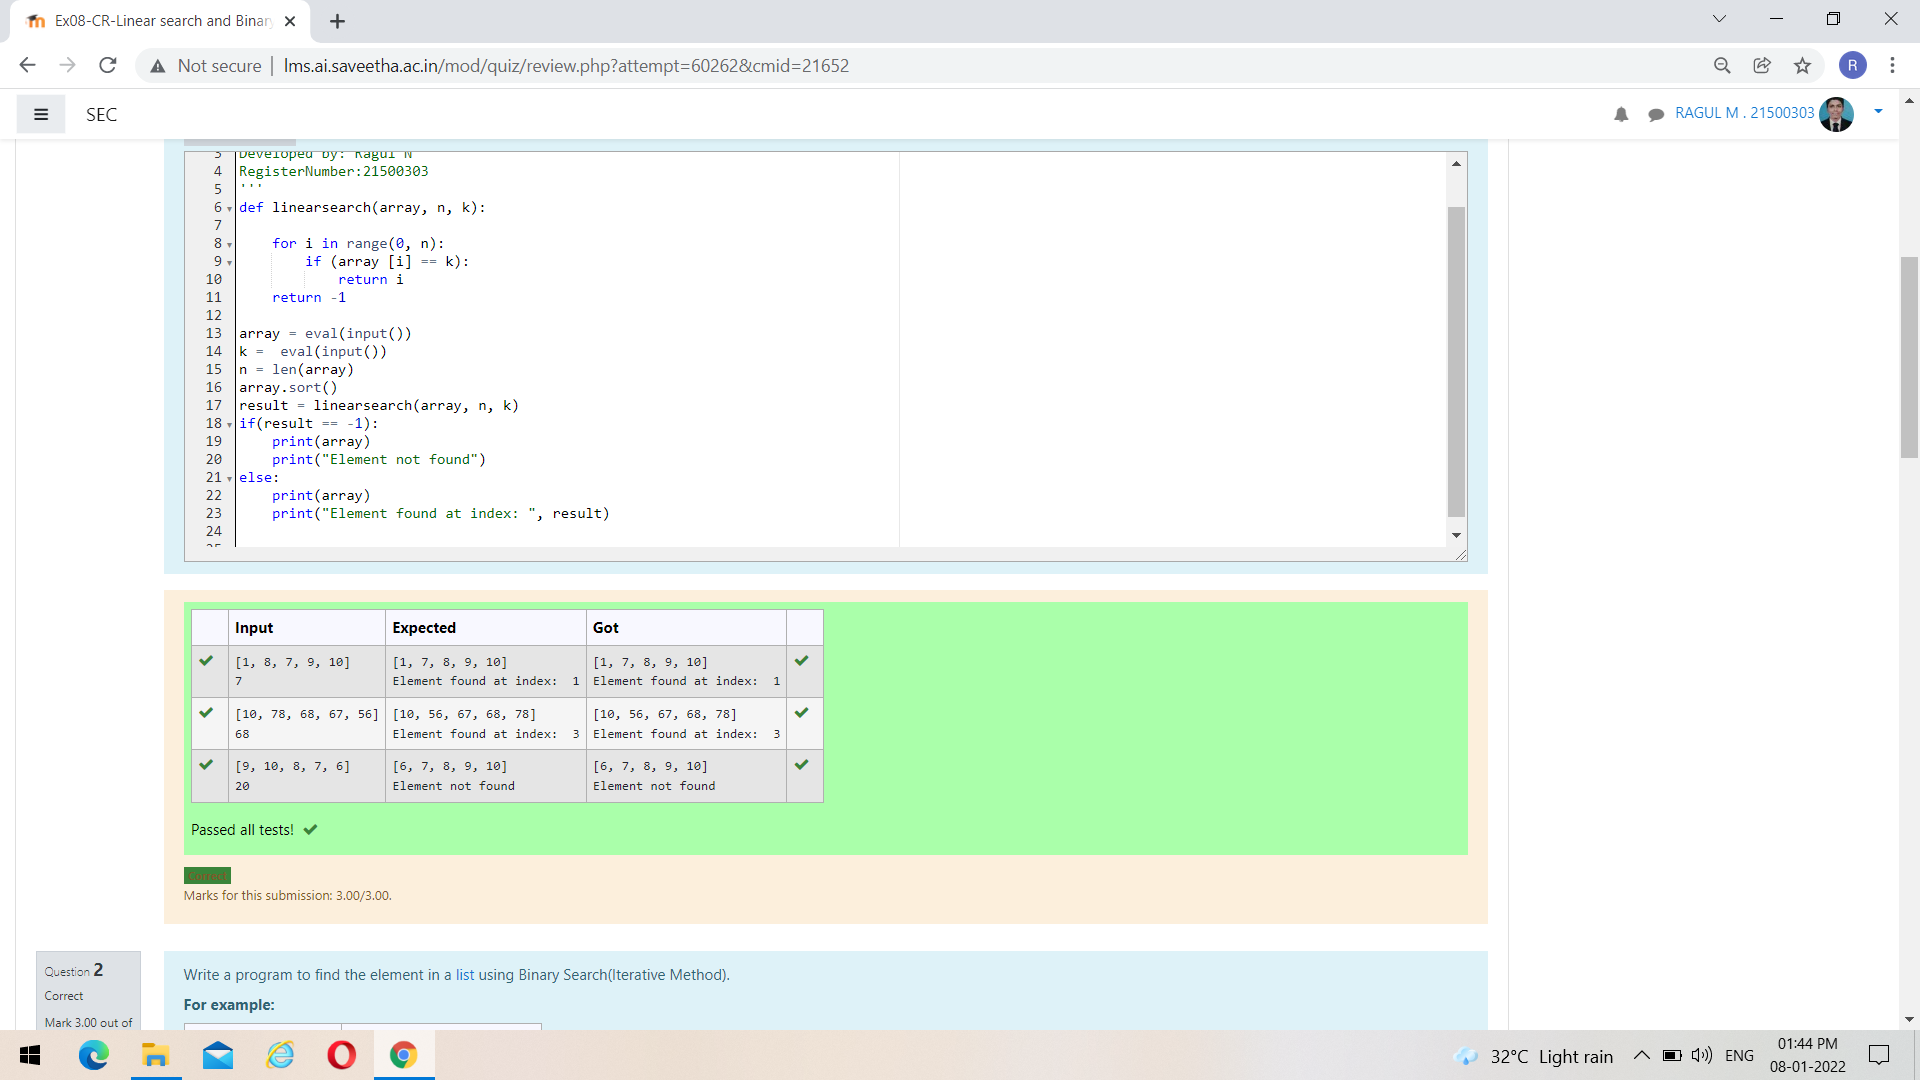 Ex08-CR-Linear search and Binar
Not secure | lms.ai.saveetha.ac.in/mod/quiz/review.php?attempt=60262&cmid=21652
R
SEC
RAGUL M . 21500303
3 Developed by: Ragul N
4 RegisterNumber:21500303
5 '''
6 def linearsearch(array, n, k):
7
8 for i in range(0, n):
9 if (array [i] == k):
10 return i
11 return -1
12
13 array = eval(input())
14 k =  eval(input())
15 n = len(array)
16 array.sort()
17 result = linearsearch(array, n, k)
18 if(result == -1):
19 print(array)
20 print("Element not found")
21 else:
22 print(array)
23 print("Element found at index: ", result)
24
Input Expected Got
[1, 8, 7, 9, 10] [1, 7, 8, 9, 10] [1, 7, 8, 9, 10]
7 Element found at index:  1 Element found at index:  1
[10, 78, 68, 67, 56] [10, 56, 67, 68, 78] [10, 56, 67, 68, 78]
68 Element found at index:  3 Element found at index:  3
[9, 10, 8, 7, 6] [6, 7, 8, 9, 10] [6, 7, 8, 9, 10]
20 Element not found Element not found
Passed all tests!
Correct
Marks for this submission: 3.00/3.00.
Question 2
Correct
Mark 3.00 out of
Write a program to find the element in a list using Binary Search(Iterative Method).
For example:
32°C Light rain
ENG
01:44 PM
08-01-2022